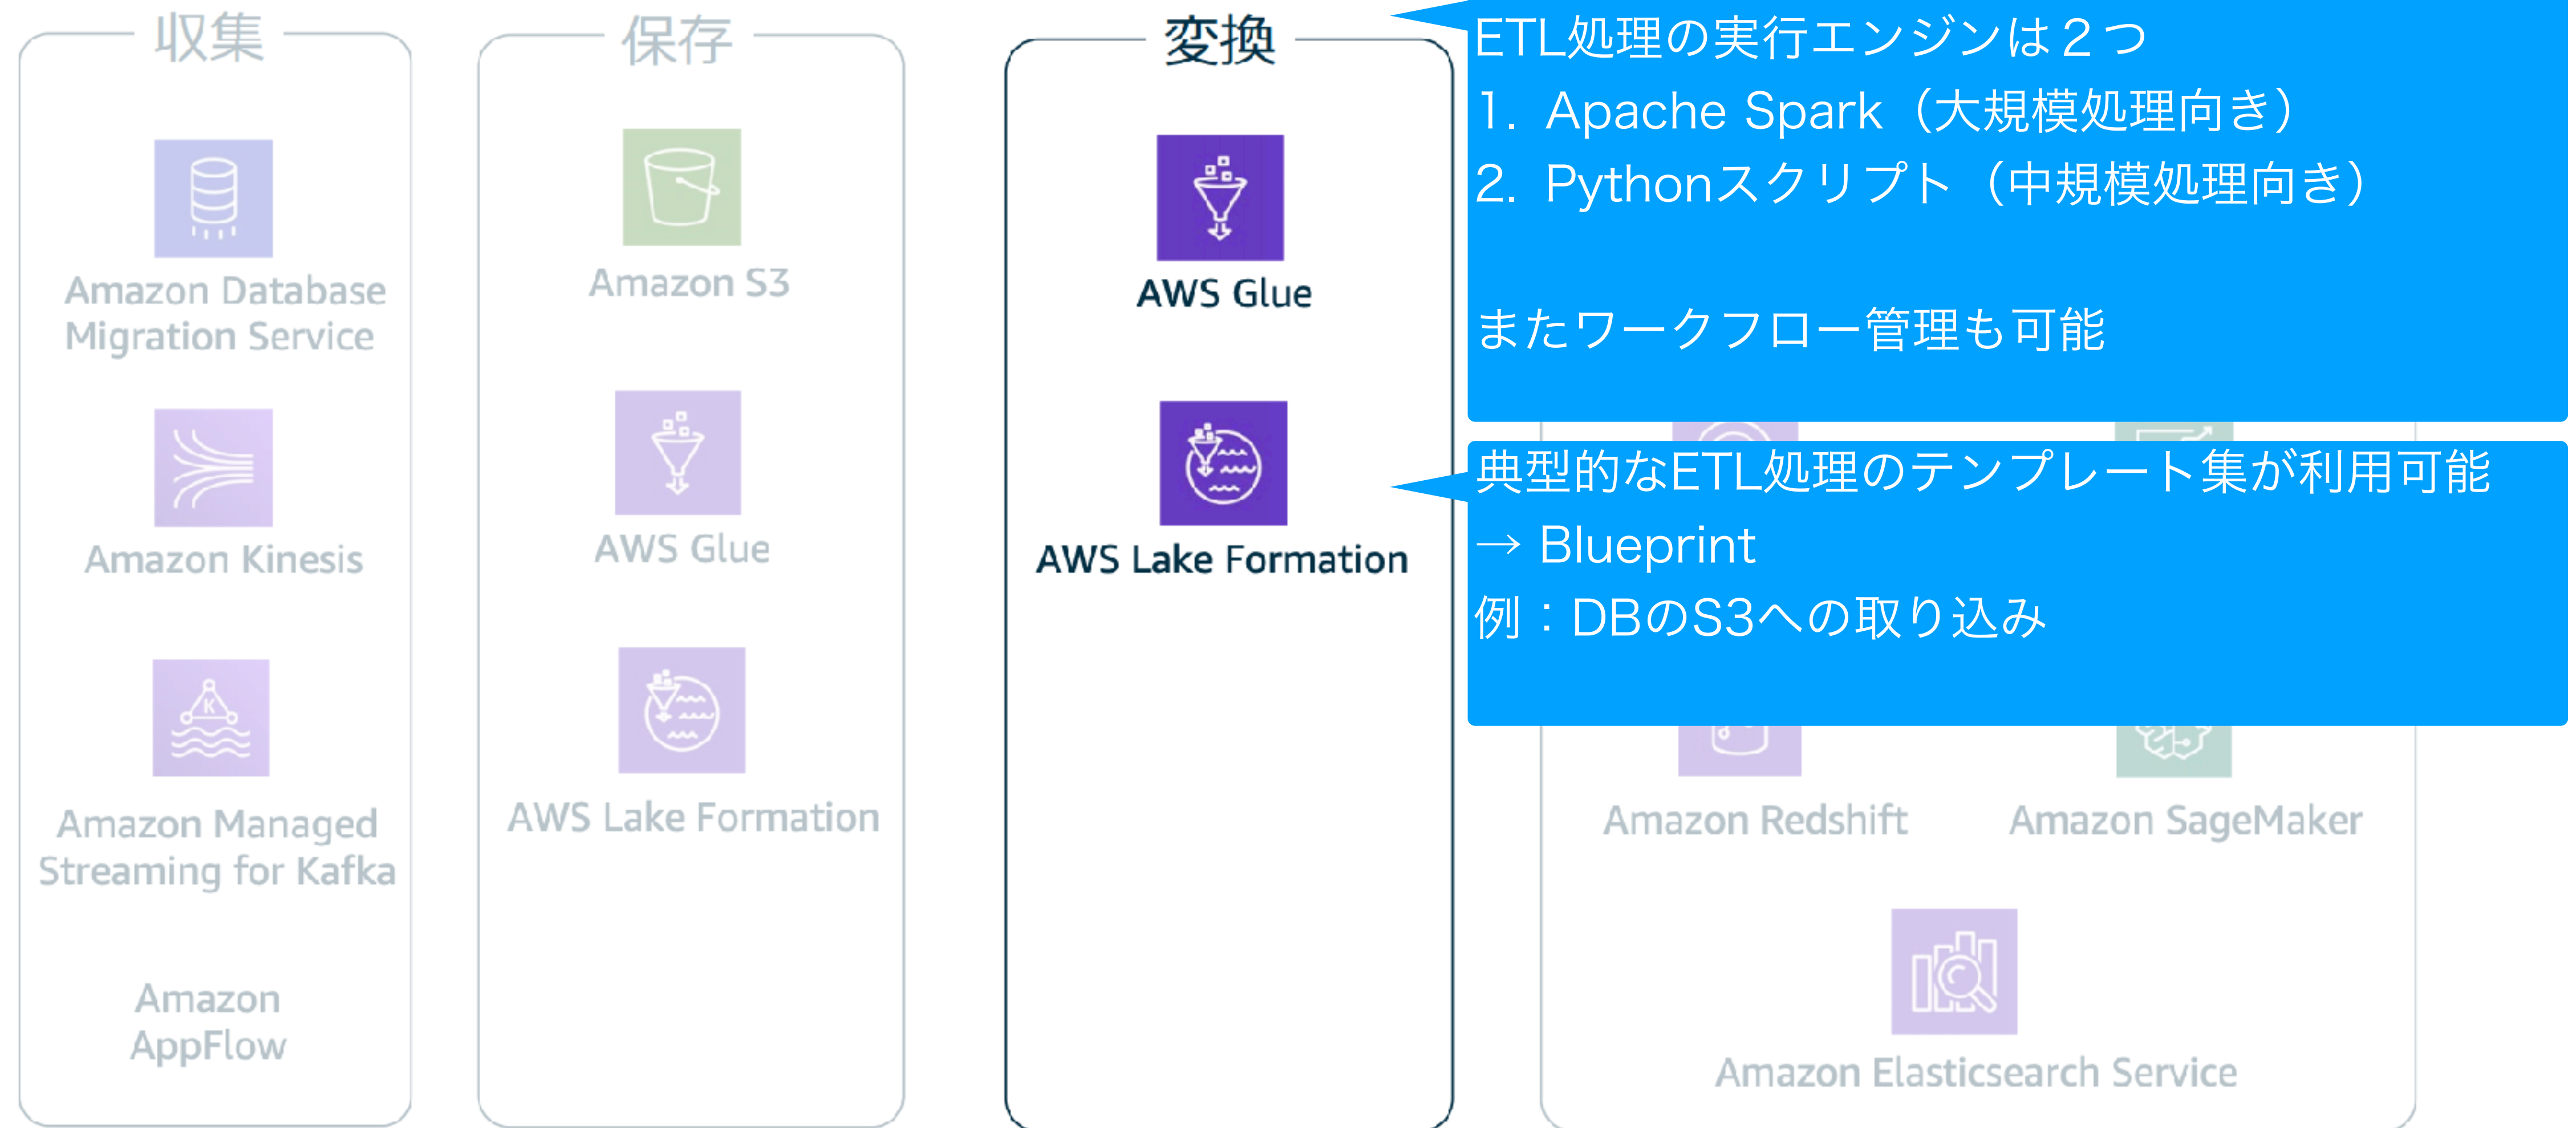 収集
Amazon Database
Migration Service
Amazon Kinesis
Amazon Managed
Streaming for Kafka
Amazon
AppFlow
保存
Amazon S3
AWS Glue
AWS Lake Formation
変換
AWS Glue
AWS Lake Formation
ETL処理の実行エンジンは２つ
1. Apache Spark（大規模処理向き）
2. Pythonスクリプト（中規模処理向き）
またワークフロー管理も可能
典型的なETL処理のテンプレート集が利用可能
→ Blueprint
例：DBのS3への取り込み
Amazon Redshift
Amazon SageMaker
Amazon Elasticsearch Service